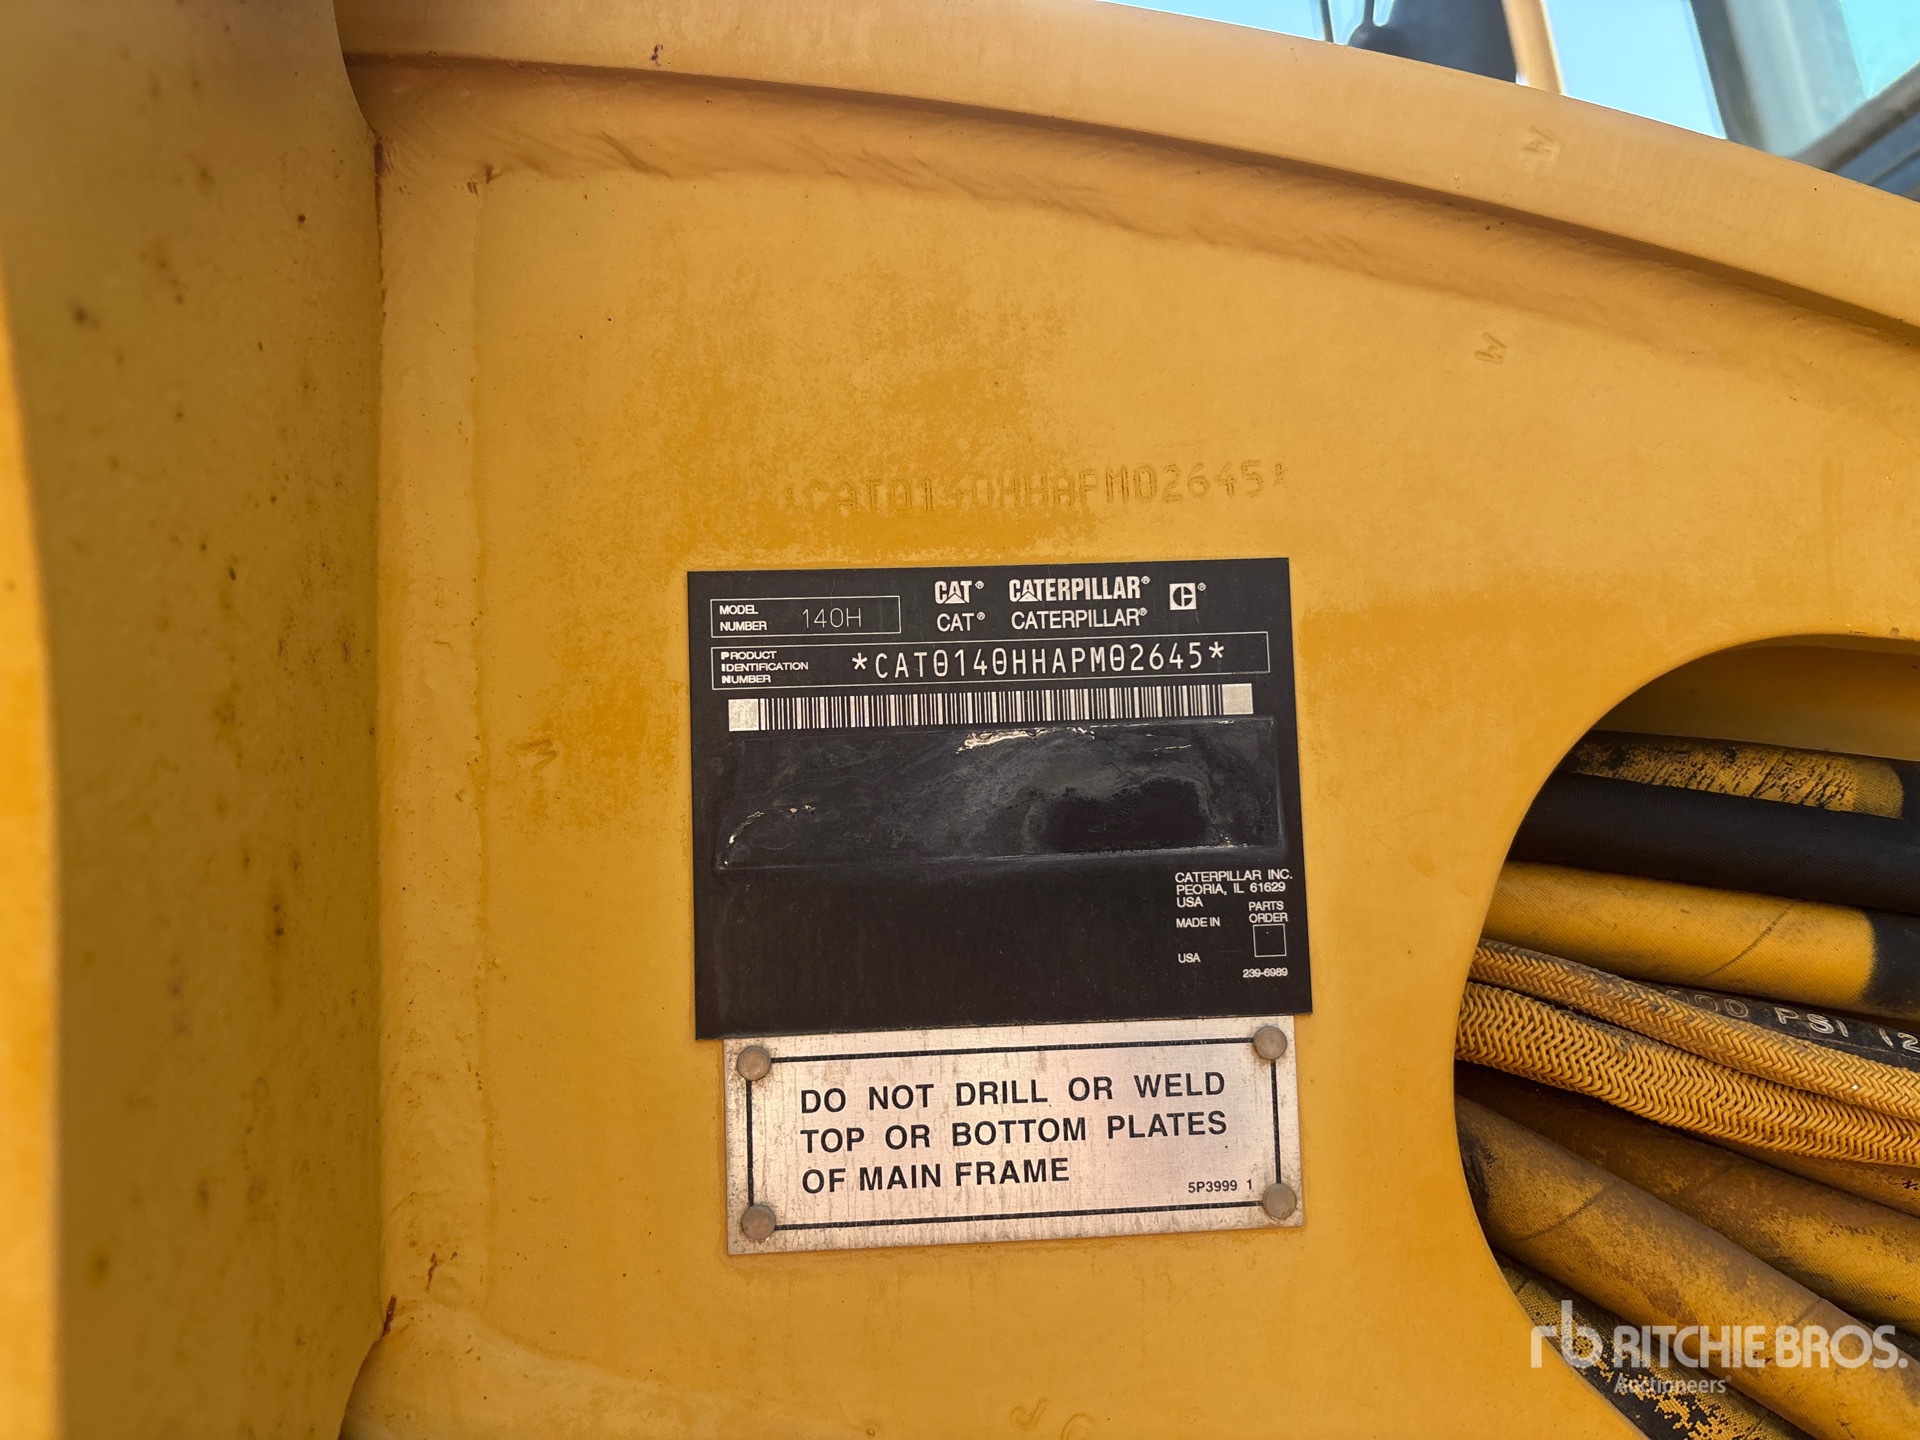 *CAT0140HHAPM02645*
CAT® CATERPILLAR® C®
CAT® CATERPILLAR®
MODEL NUMBER 140H
PRODUCT IDENTIFICATION NUMBER *CAT0140HHAPM02645*
CATERPILLAR INC.
PEORIA, IL 61629
USA
MADE IN
USA
PARTS
ORDER
239-6989
DO NOT DRILL OR WELD
TOP OR BOTTOM PLATES
OF MAIN FRAME
5P3999 1
PSI
rb RITCHIE BROS.
Auctioneers